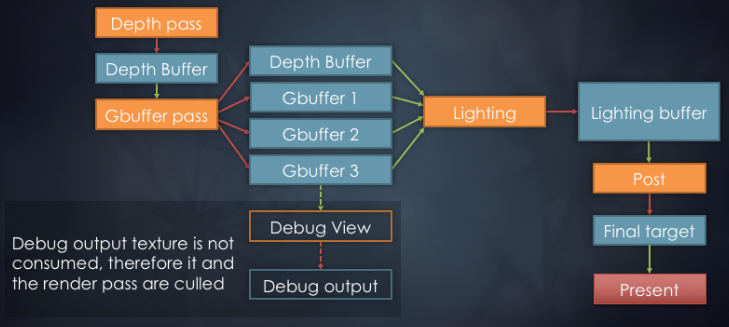 Depth pass
Depth Buffer
Gbuffer pass
Depth Buffer
Gbuffer 1
Gbuffer 2
Gbuffer 3
Lighting
Lighting buffer
Post
Final target
Present
Debug View
Debug output
Debug output texture is not
consumed, therefore it and
the render pass are culled